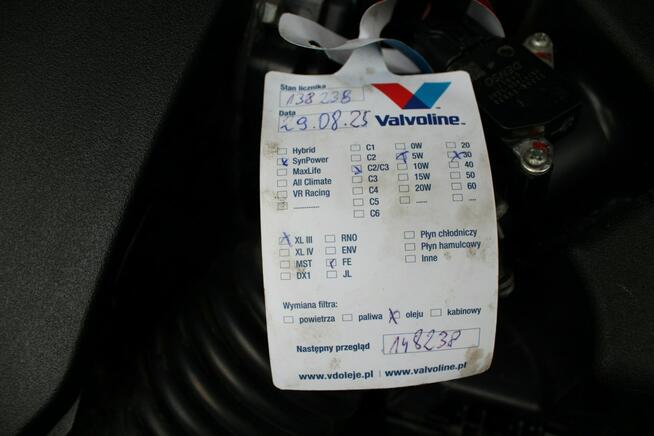 Stan licznika
138238
Data
29.08.25
Valvoline™
Hybrid C1 0W 20
SynPower C2 5W 30
MaxLife C2/C3 10W 40
All Climate C3 15W 50
VR Racing C4 20W 60
............ C5 ..... .....
C6
XL III RNO Płyn chłodniczy
XL IV ENV Płyn hamulcowy
MST FE Inne
DX1 JL
Wymiana filtra:
powietrza paliwa oleju kabinowy
Następny przegląd 148238
www.vdoleje.pl | www.valvoline.pl